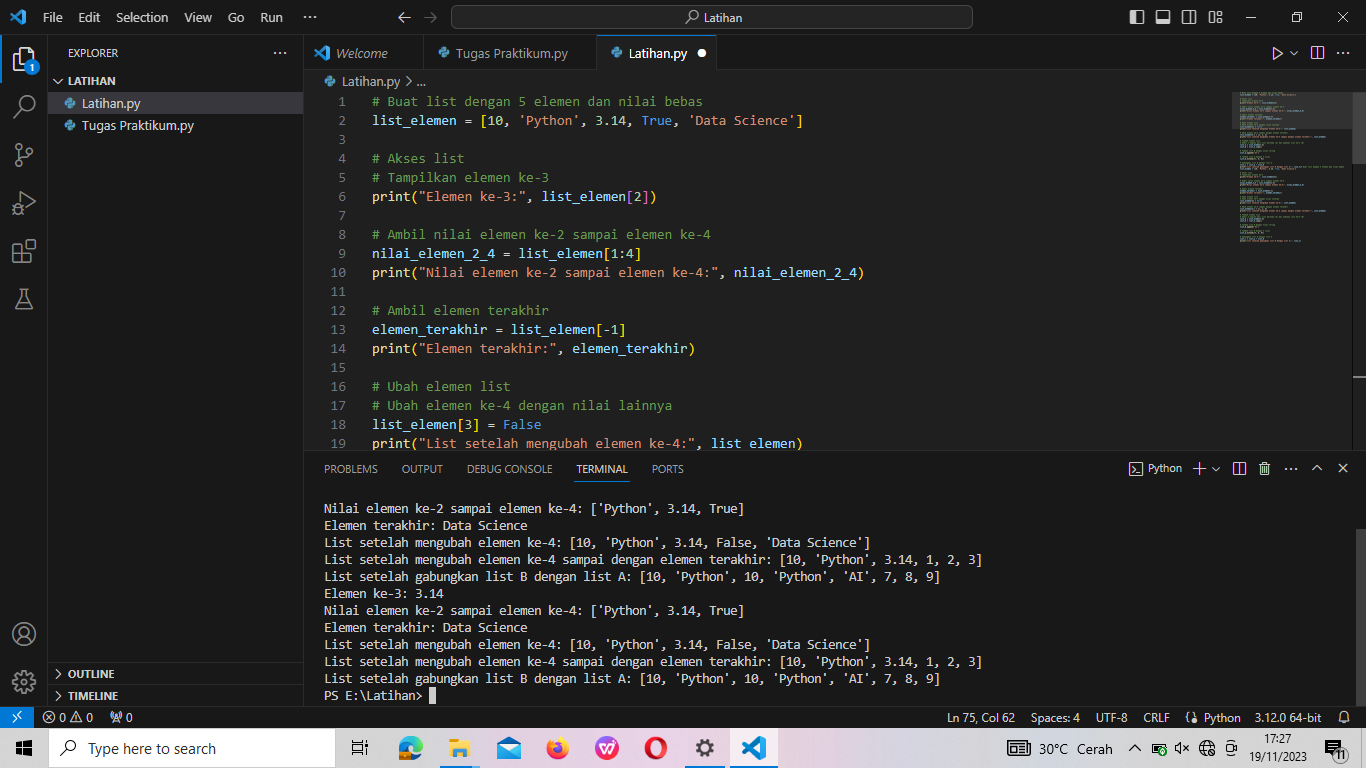 File Edit Selection View Go Run ··· Latihan
EXPLORER ···
LATIHAN
Latihan.py
Tugas Praktikum.py
OUTLINE
TIMELINE
1
Welcome Tugas Praktikum.py Latihan.py
Latihan.py > ...
1 # Buat list dengan 5 elemen dan nilai bebas
2 list_elemen = [10, 'Python', 3.14, True, 'Data Science']
3
4 # Akses list
5 # Tampilkan elemen ke-3
6 print("Elemen ke-3:", list_elemen[2])
7
8 # Ambil nilai elemen ke-2 sampai elemen ke-4
9 nilai_elemen_2_4 = list_elemen[1:4]
10 print("Nilai elemen ke-2 sampai elemen ke-4:", nilai_elemen_2_4)
11
12 # Ambil elemen terakhir
13 elemen_terakhir = list_elemen[-1]
14 print("Elemen terakhir:", elemen_terakhir)
15
16 # Ubah elemen list
17 # Ubah elemen ke-4 dengan nilai lainnya
18 list_elemen[3] = False
19 print("List setelah mengubah elemen ke-4:", list_elemen)
PROBLEMS OUTPUT DEBUG CONSOLE TERMINAL PORTS Python
Nilai elemen ke-2 sampai elemen ke-4: ['Python', 3.14, True]
Elemen terakhir: Data Science
List setelah mengubah elemen ke-4: [10, 'Python', 3.14, False, 'Data Science']
List setelah mengubah elemen ke-4 sampai dengan elemen terakhir: [10, 'Python', 3.14, 1, 2, 3]
List setelah gabungkan list B dengan list A: [10, 'Python', 10, 'Python', 'AI', 7, 8, 9]
Elemen ke-3: 3.14
Nilai elemen ke-2 sampai elemen ke-4: ['Python', 3.14, True]
Elemen terakhir: Data Science
List setelah mengubah elemen ke-4: [10, 'Python', 3.14, False, 'Data Science']
List setelah mengubah elemen ke-4 sampai dengan elemen terakhir: [10, 'Python', 3.14, 1, 2, 3]
List setelah gabungkan list B dengan list A: [10, 'Python', 10, 'Python', 'AI', 7, 8, 9]
PS E:\Latihan>
0 0 0 Ln 75, Col 62 Spaces: 4 UTF-8 CRLF Python 3.12.0 64-bit
Type here to search 30°C Cerah 17:27
19/11/2023 11